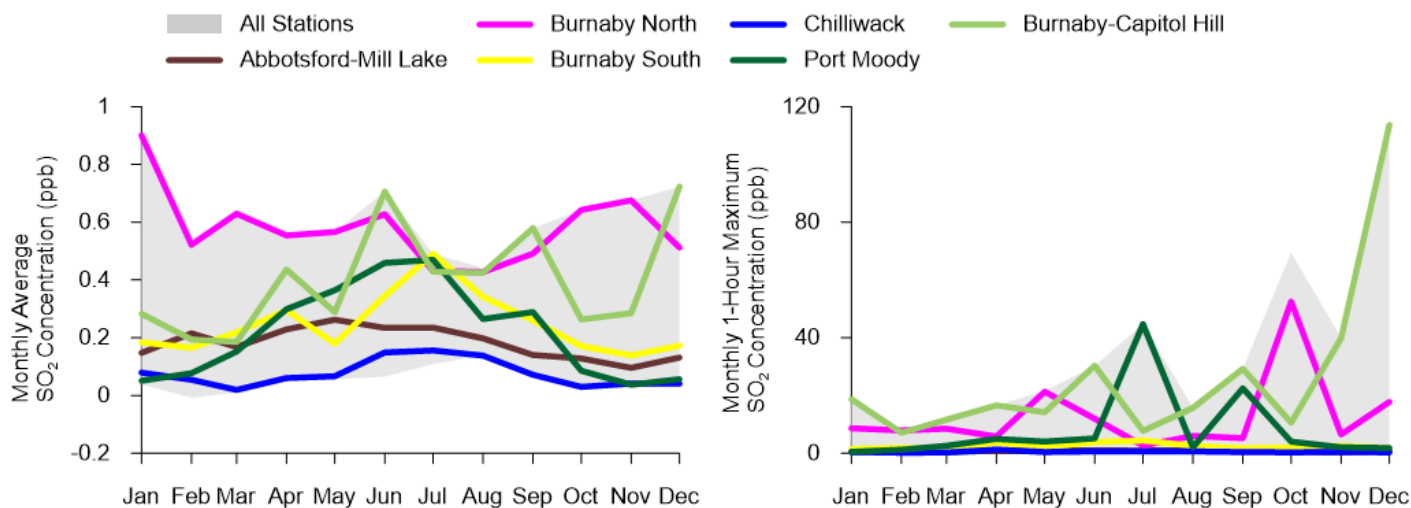 All Stations
Burnaby North
Chilliwack
Burnaby-Capitol Hill
Abbotsford-Mill Lake
Burnaby South
Port Moody
Monthly Average
SO₂ Concentration (ppb)
1
0.8
0.6
0.4
0.2
0
-0.2
Jan Feb Mar Apr May Jun Jul Aug Sep Oct Nov Dec
Monthly 1-Hour Maximum
SO₂ Concentration (ppb)
120
80
40
0
Jan Feb Mar Apr May Jun Jul Aug Sep Oct Nov Dec